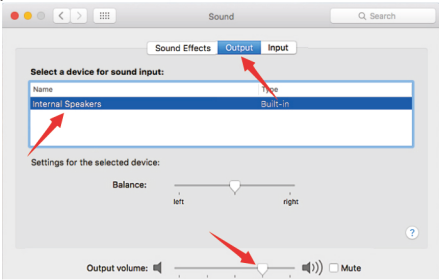 Sound
Search
Sound Effects Output Input
Select a device for sound input:
Name Type
Internal Speakers Built-in
Settings for the selected device:
Balance:
left right
?
Output volume: Mute